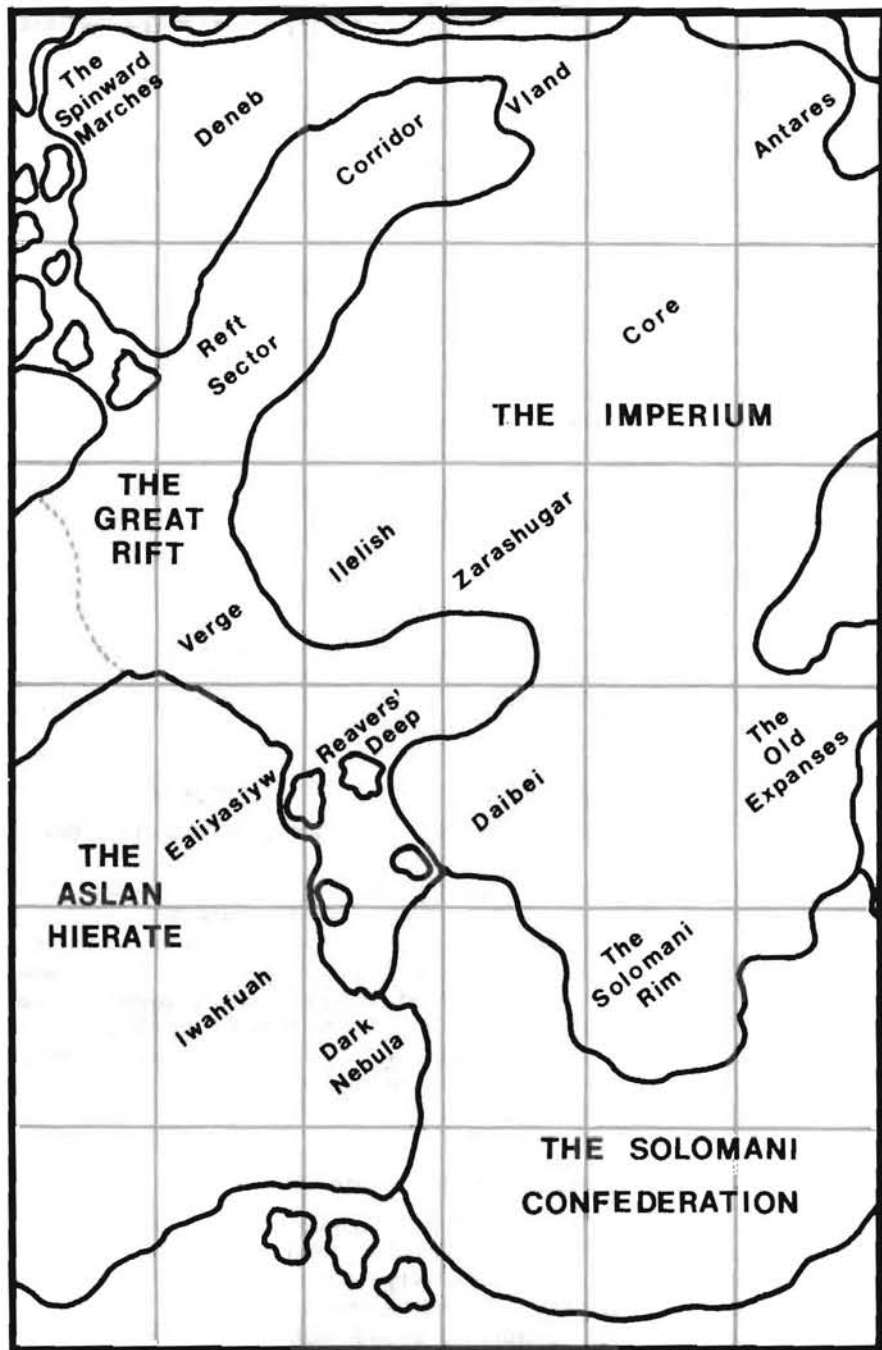 The
Spinward
Marches
Deneb
Corridor
Vland
Antares
Reft
Sector
Core
THE IMPERIUM
THE
GREAT
RIFT
Ilelish
Zarashugar
Verge
Reavers'
Deep
The
Old
Expanses
Ealiyasiyw
Daibei
THE
ASLAN
HIERATE
The
Solomani
Rim
Iwahfuah
Dark
Nebula
THE SOLOMANI
CONFEDERATION